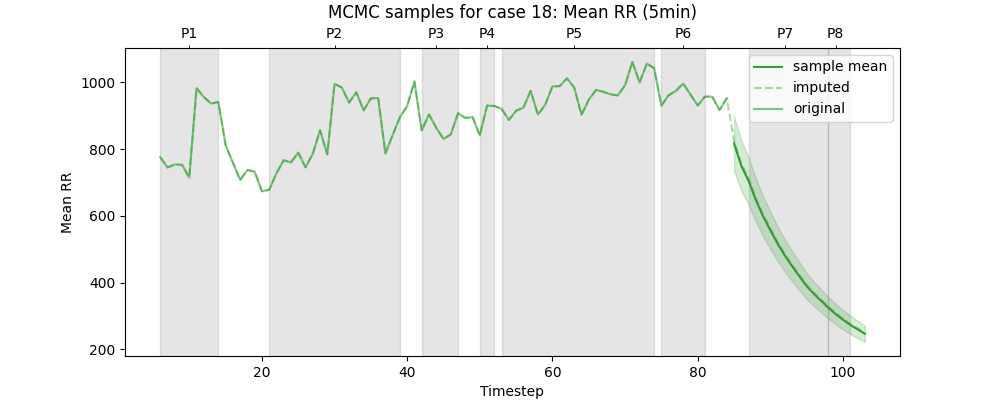 MCMC samples for case 18: Mean RR (5min)
P1 P2 P3 P4 P5 P6 P7 P8
sample mean
imputed
original
1000
800
600
400
200
Mean RR
20 40 60 80 100
Timestep